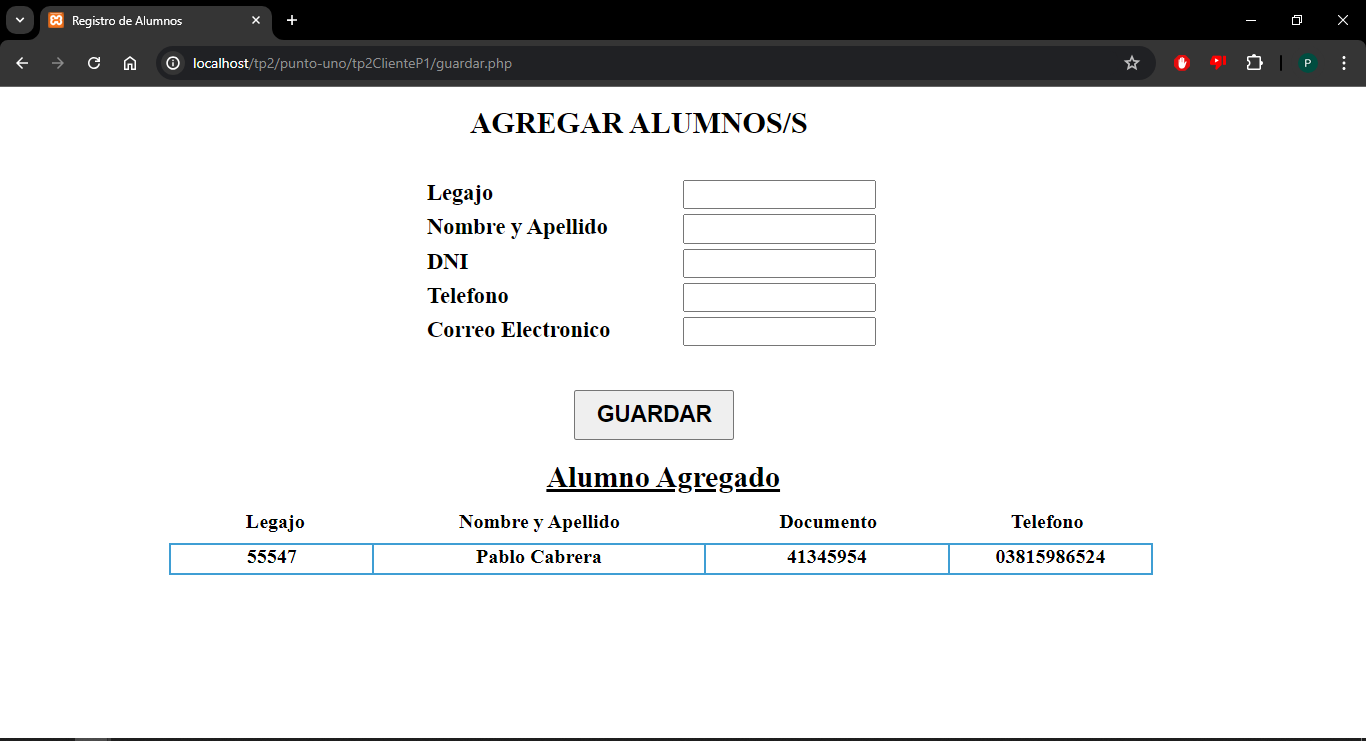 Registro de Alumnos
localhost/tp2/punto-uno/tp2ClienteP1/guardar.php
P
AGREGAR ALUMNOS/S
Legajo
Nombre y Apellido
DNI
Telefono
Correo Electronico
GUARDAR
Alumno Agregado
Legajo Nombre y Apellido Documento Telefono
55547 Pablo Cabrera 41345954 03815986524